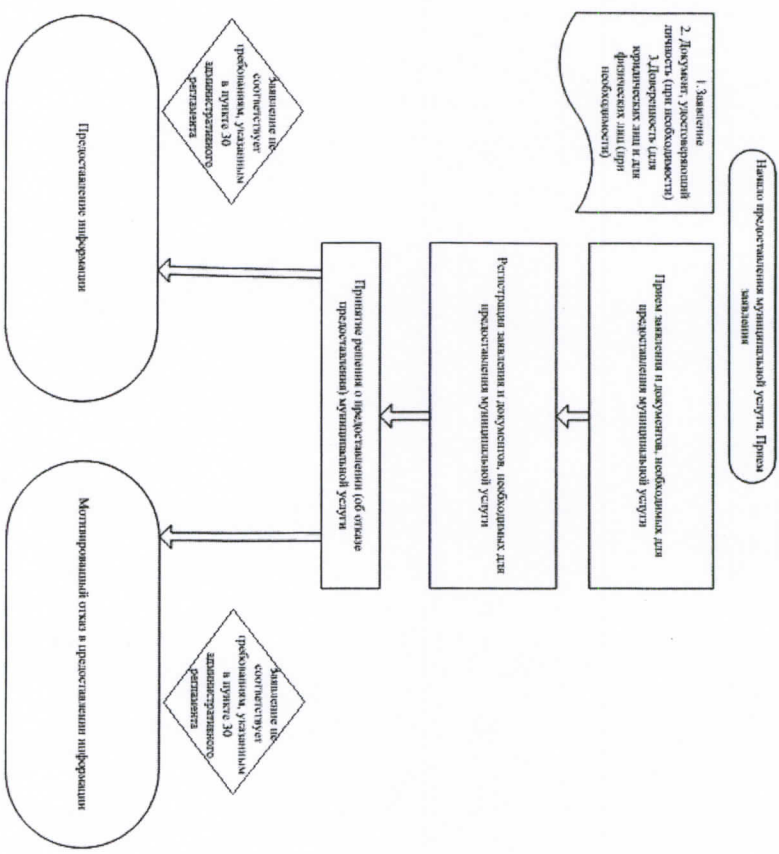 Начало предоставления муниципальной услуги. Прием
заявления
1.Заявление
2. Документ, удостоверяющий
личность (при необходимости)
3.Доверенность (для
юридических лиц и для
физических лиц (при
необходимости)
Прием заявления и документов, необходимых для
предоставления муниципальной услуги
Регистрация заявления и документов, необходимых для
предоставления муниципальной услуги
Принятие решения о предоставлении (об отказе
предоставления) муниципальной услуги
Заявление не
соответствует
требованиям, указанным
в пункте 30
административного
регламента
Заявление не
соответствует
требованиям, указанным
в пункте 30
административного
регламента
Предоставление информации
Мотивированный отказ в предоставлении информации